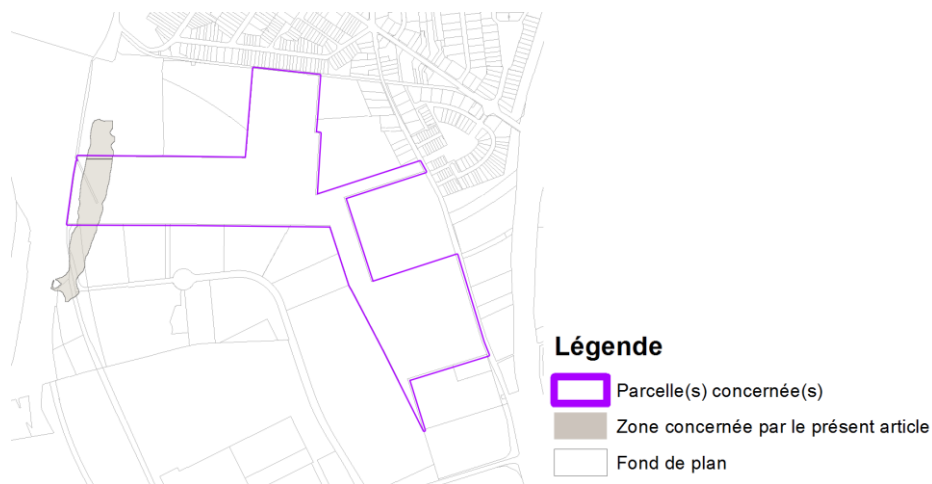 Légende
Parcelle(s) concernée(s)
Zone concernée par le présent article
Fond de plan